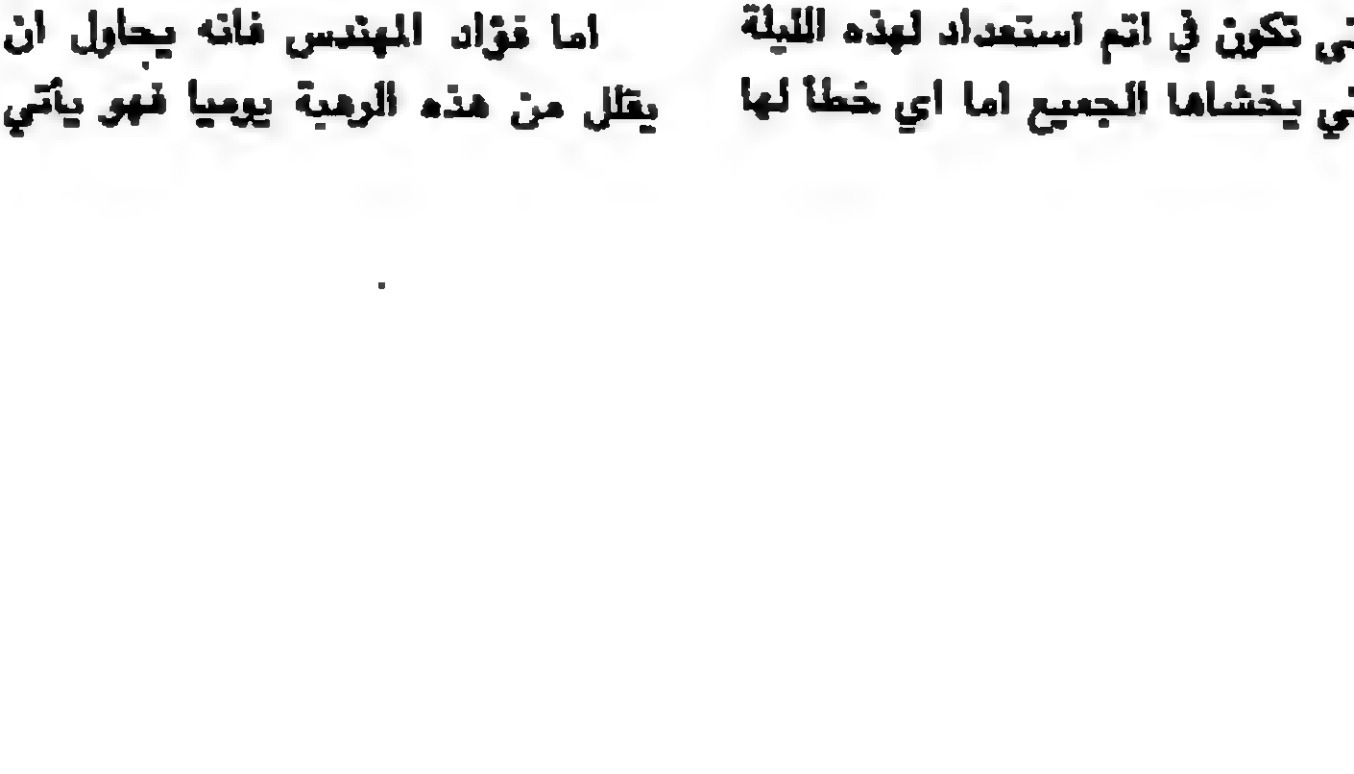 تكون في اتم استعداد لهذه الليلة
يخشاها الجميع اما اي خطأ لها
اما فؤاد المهندس فانه يحاول ان
يقلل من هذه الرهبة يوميا فهو يأتي